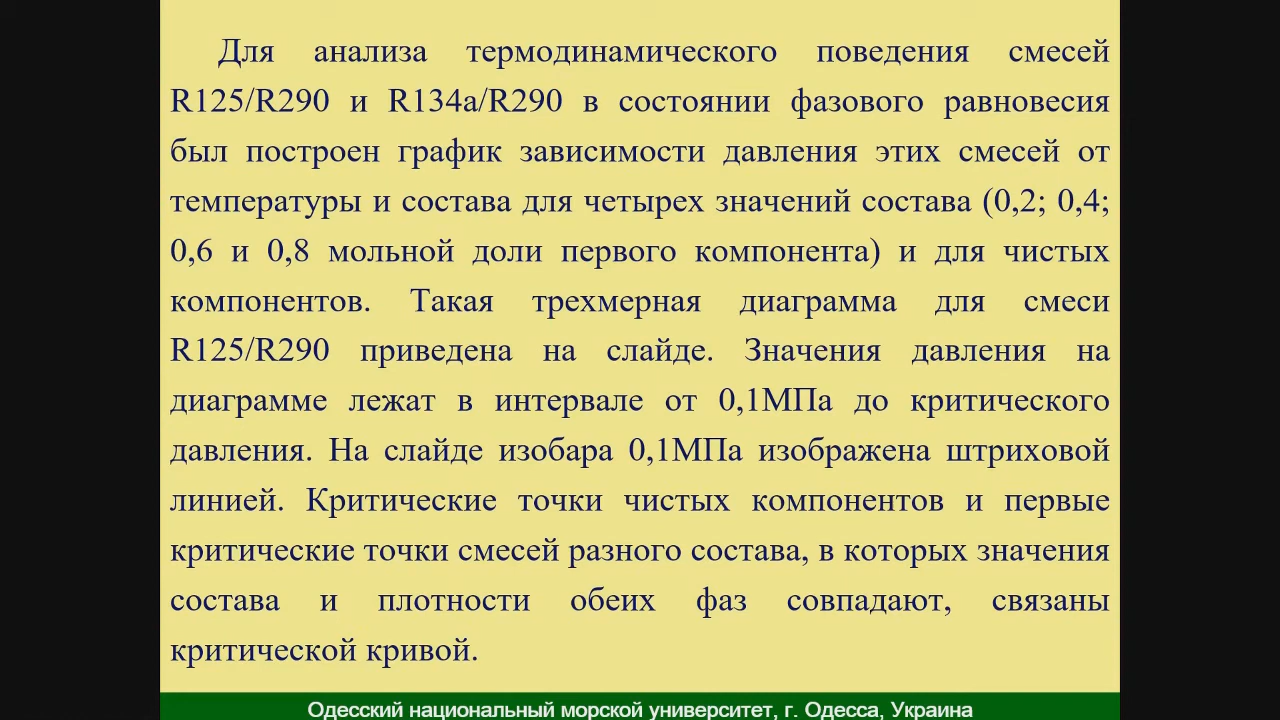 Для анализа термодинамического поведения смесей
R125/R290 и R134a/R290 в состоянии фазового равновесия
был построен график зависимости давления этих смесей от
температуры и состава для четырех значений состава (0,2; 0,4;
0,6 и 0,8 мольной доли первого компонента) и для чистых
компонентов. Такая трехмерная диаграмма для смеси
R125/R290 приведена на слайде. Значения давления на
диаграмме лежат в интервале от 0,1МПа до критического
давления. На слайде изобара 0,1МПа изображена штриховой
линией. Критические точки чистых компонентов и первые
критические точки смесей разного состава, в которых значения
состава и плотности обеих фаз совпадают, связаны
критической кривой.
Одесский национальный морской университет, г. Одесса, Украина